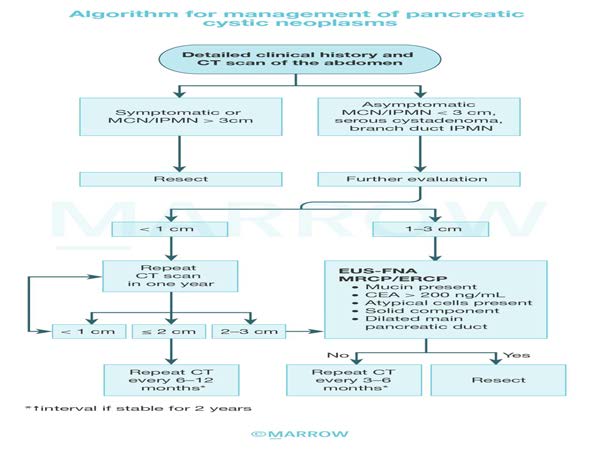 Algorithm for management of pancreatic
cystic neoplasms
Detailed clinical history and
CT scan of the abdomen
Symptomatic or
MCN/IPMN > 3cm
Asymptomatic
MCN/IPMN < 3 cm,
serous cystadenoma,
branch duct IPMN
Resect
Further evaluation
MARROW
< 1 cm
1–3 cm
Repeat
CT scan
in one year
EUS-FNA
MRCP/ERCP
• Mucin present
• CEA > 200 ng/mL
• Atypical cells present
• Solid component
• Dilated main
pancreatic duct
< 1 cm
≤ 2 cm
2–3 cm
No
Yes
Repeat CT
every 6–12
months*
Repeat CT
every 3–6
months*
Resect
*↑interval if stable for 2 years
©MARROW